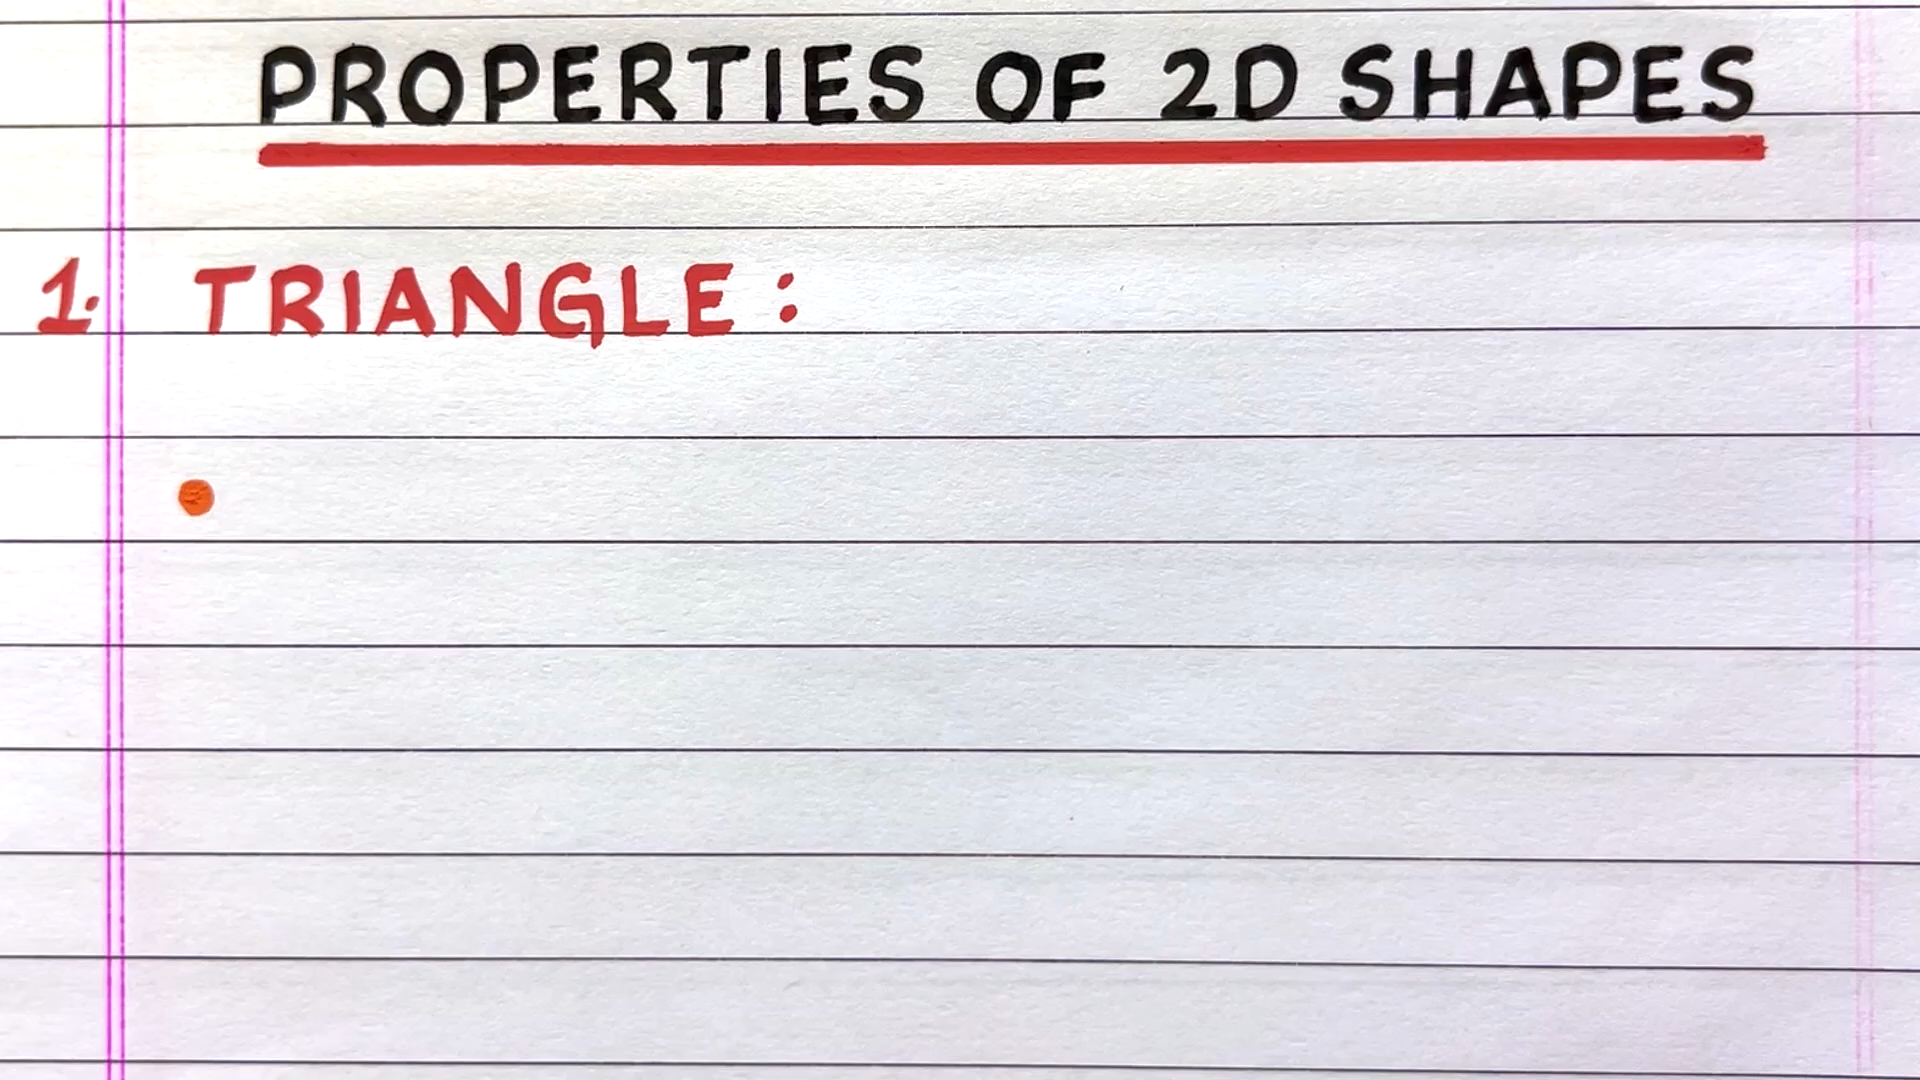 PROPERTIES OF 2D SHAPES
1. TRIANGLE :
•